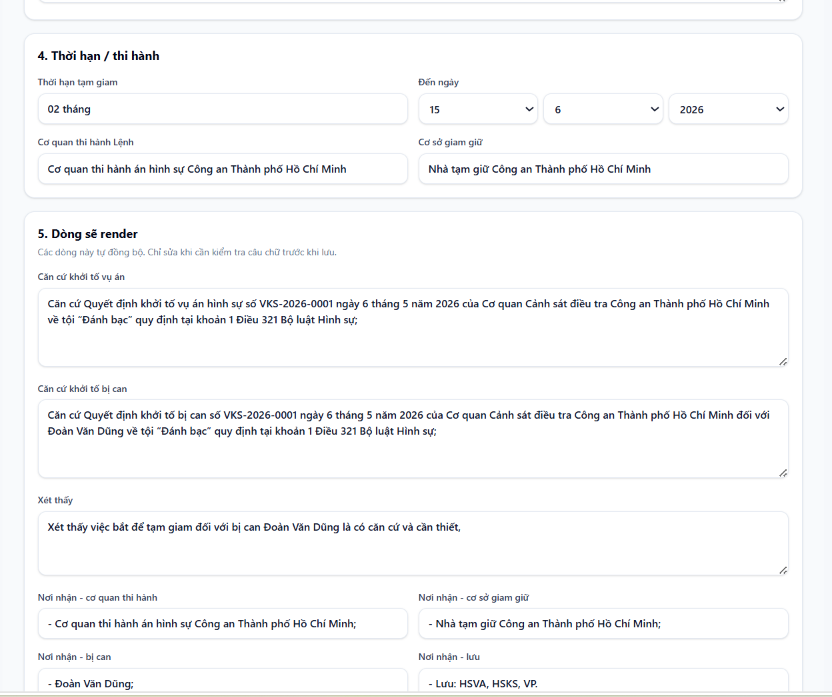 4. Thời hạn / thi hành
Thời hạn tạm giam
Đến ngày
02 tháng
15
6
2026
Cơ quan thi hành Lệnh
Cơ sở giam giữ
Cơ quan thi hành án hình sự Công an Thành phố Hồ Chí Minh
Nhà tạm giữ Công an Thành phố Hồ Chí Minh
5. Dòng sẽ render
Các dòng này tự đồng bộ. Chỉ sửa khi cần kiểm tra câu chữ trước khi lưu.
Căn cứ khởi tố vụ án
Căn cứ Quyết định khởi tố vụ án hình sự số VKS-2026-0001 ngày 6 tháng 5 năm 2026 của Cơ quan Cảnh sát điều tra Công an Thành phố Hồ Chí Minh
về tội "Đánh bạc" quy định tại khoản 1 Điều 321 Bộ luật Hình sự;
Căn cứ khởi tố bị can
Căn cứ Quyết định khởi tố bị can số VKS-2026-0001 ngày 6 tháng 5 năm 2026 của Cơ quan Cảnh sát điều tra Công an Thành phố Hồ Chí Minh đối với
Đoàn Văn Dũng về tội "Đánh bạc" quy định tại khoản 1 Điều 321 Bộ luật Hình sự;
Xét thấy
Xét thấy việc bắt để tạm giam đối với bị can Đoàn Văn Dũng là có căn cứ và cần thiết,
Nơi nhận - cơ quan thi hành
Nơi nhận - cơ sở giam giữ
- Cơ quan thi hành án hình sự Công an Thành phố Hồ Chí Minh;
- Nhà tạm giữ Công an Thành phố Hồ Chí Minh;
Nơi nhận - bị can
Nơi nhận - lưu
- Đoàn Văn Dũng;
- Lưu: HSVA, HSKS, VP.